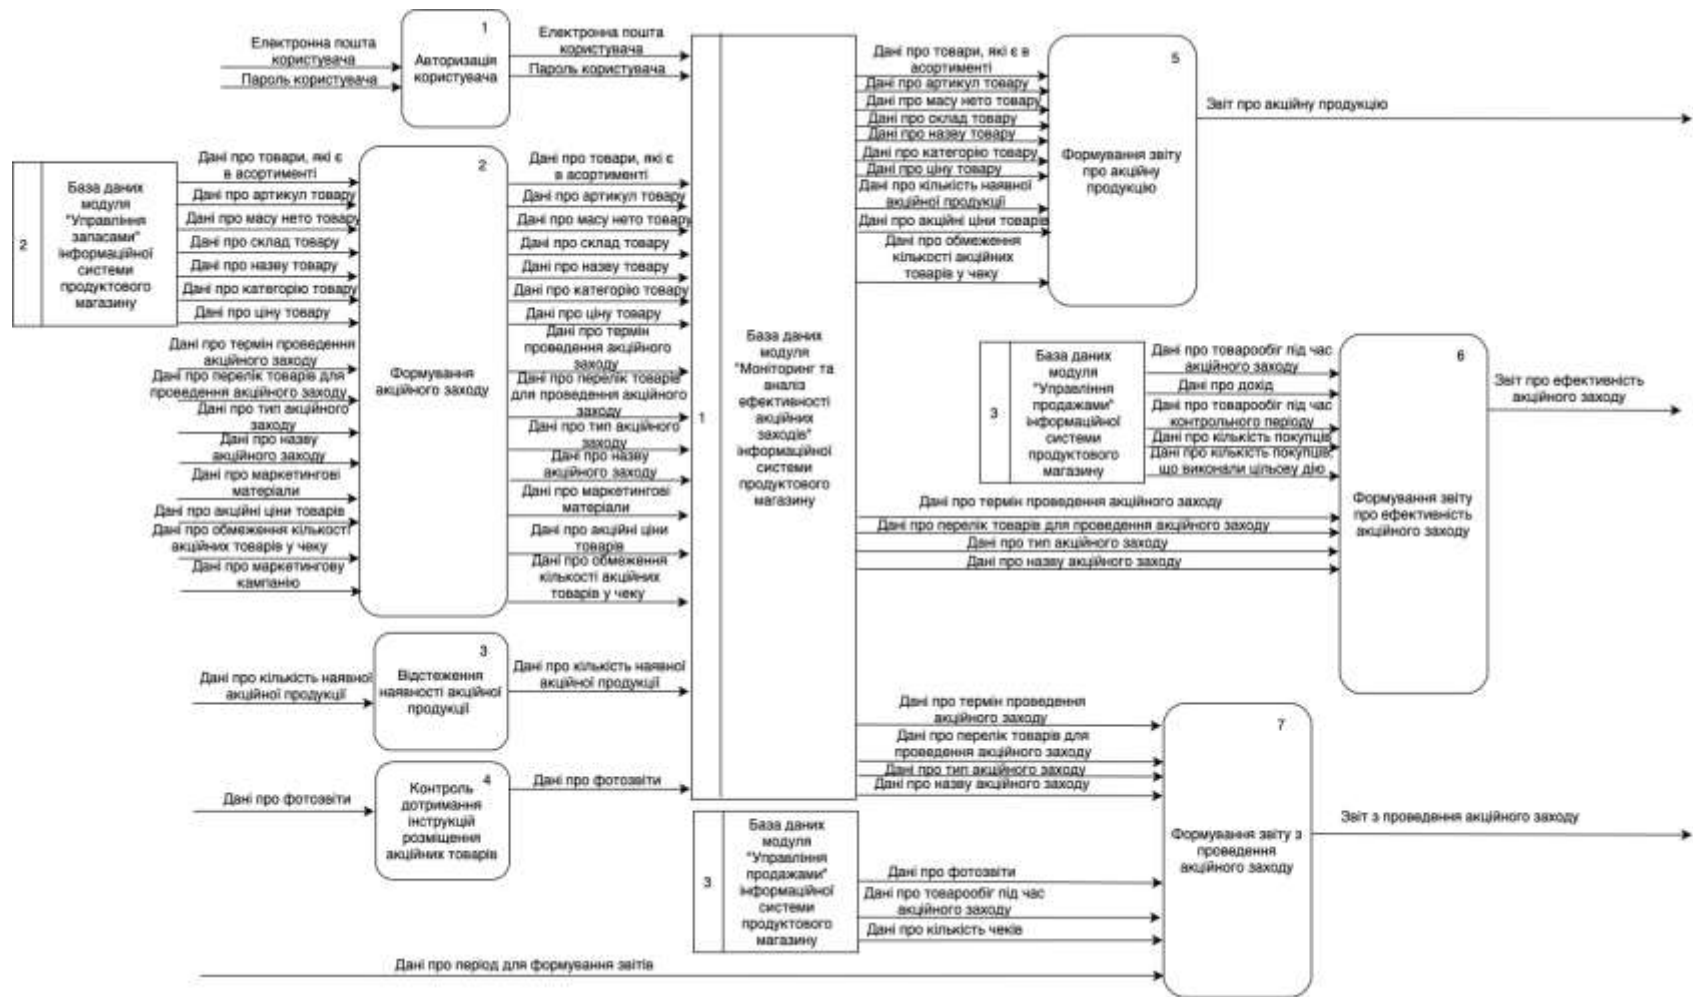 1
Електронна пошта
користувача
Пароль користувача
Авторизація
користувача
Електронна пошта
користувача
Пароль користувача
2
База даних
модуля
"Управління
запасами"
інформаційної
системи
продуктового
магазину
Дані про товари, які є
в асортименті
Дані про артикул товару
Дані про масу нето товару
Дані про склад товару
Дані про назву товару
Дані про категорію товару
Дані про ціну товару
Дані про термін проведення
акційного заходу
Дані про перелік товарів для
проведення акційного заходу
Дані про тип акційного
заходу
Дані про назву
акційного заходу
Дані про маркетингові
матеріали
Дані про акційні ціни товарів
Дані про обмеження кількості
акційних товарів у чеку
Дані про маркетингову
кампанію
2
Формування
акційного заходу
Дані про товари, які є
в асортименті
Дані про артикул товару
Дані про масу нето товару
Дані про склад товару
Дані про назву товару
Дані про категорію товару
Дані про ціну товару
Дані про термін
проведення акційного
заходу
Дані про перелік товарів
для проведення акційного
заходу
Дані про тип акційного
заходу
Дані про назву
акційного заходу
Дані про маркетингові
матеріали
Дані про акційні ціни
товарів
Дані про обмеження
кількості акційних
товарів у чеку
Дані про кількість наявної
акційної продукції
3
Відстеження
наявності акційної
продукції
Дані про кількість наявної
акційної продукції
Дані про фотозвіти
4
Контроль
дотримання
інструкцій
розміщення
акційних товарів
Дані про фотозвіти
1
База даних
модуля
"Моніторинг та
аналіз
ефективності
акційних
заходів"
інформаційної
системи
продуктового
магазину
Дані про товари, які є в
асортименті
Дані про артикул товару
Дані про масу нето товару
Дані про склад товару
Дані про назву товару
Дані про категорію товару
Дані про ціну товару
Дані про кількість наявної
акційної продукції
Дані про акційні ціни товарів
Дані про обмеження
кількості акційних
товарів у чеку
5
Формування звіту
про акційну
продукцію
Звіт про акційну продукцію
3
База даних
модуля
"Управління
продажами"
інформаційної
системи
продуктового
магазину
Дані про товарообіг під час
акційного заходу
Дані про дохід
Дані про товарообіг під час
контрольного періоду
Дані про кількість покупців
Дані про кількість покупців,
що виконали цільову дію
Дані про термін проведення акційного заходу
Дані про перелік товарів для проведення акційного заходу
Дані про тип акційного заходу
Дані про назву акційного заходу
6
Формування звіту
про ефективність
акційного заходу
Звіт про ефективність
акційного заходу
Дані про термін проведення
акційного заходу
Дані про перелік товарів для
проведення акційного заходу
Дані про тип акційного заходу
Дані про назву акційного заходу
3
База даних
модуля
"Управління
продажами"
інформаційної
системи
продуктового
магазину
Дані про фотозвіти
Дані про товарообіг під час
акційного заходу
Дані про кількість чеків
Дані про період для формування звітів
7
Формування звіту з
проведення
акційного заходу
Звіт з проведення акційного заходу